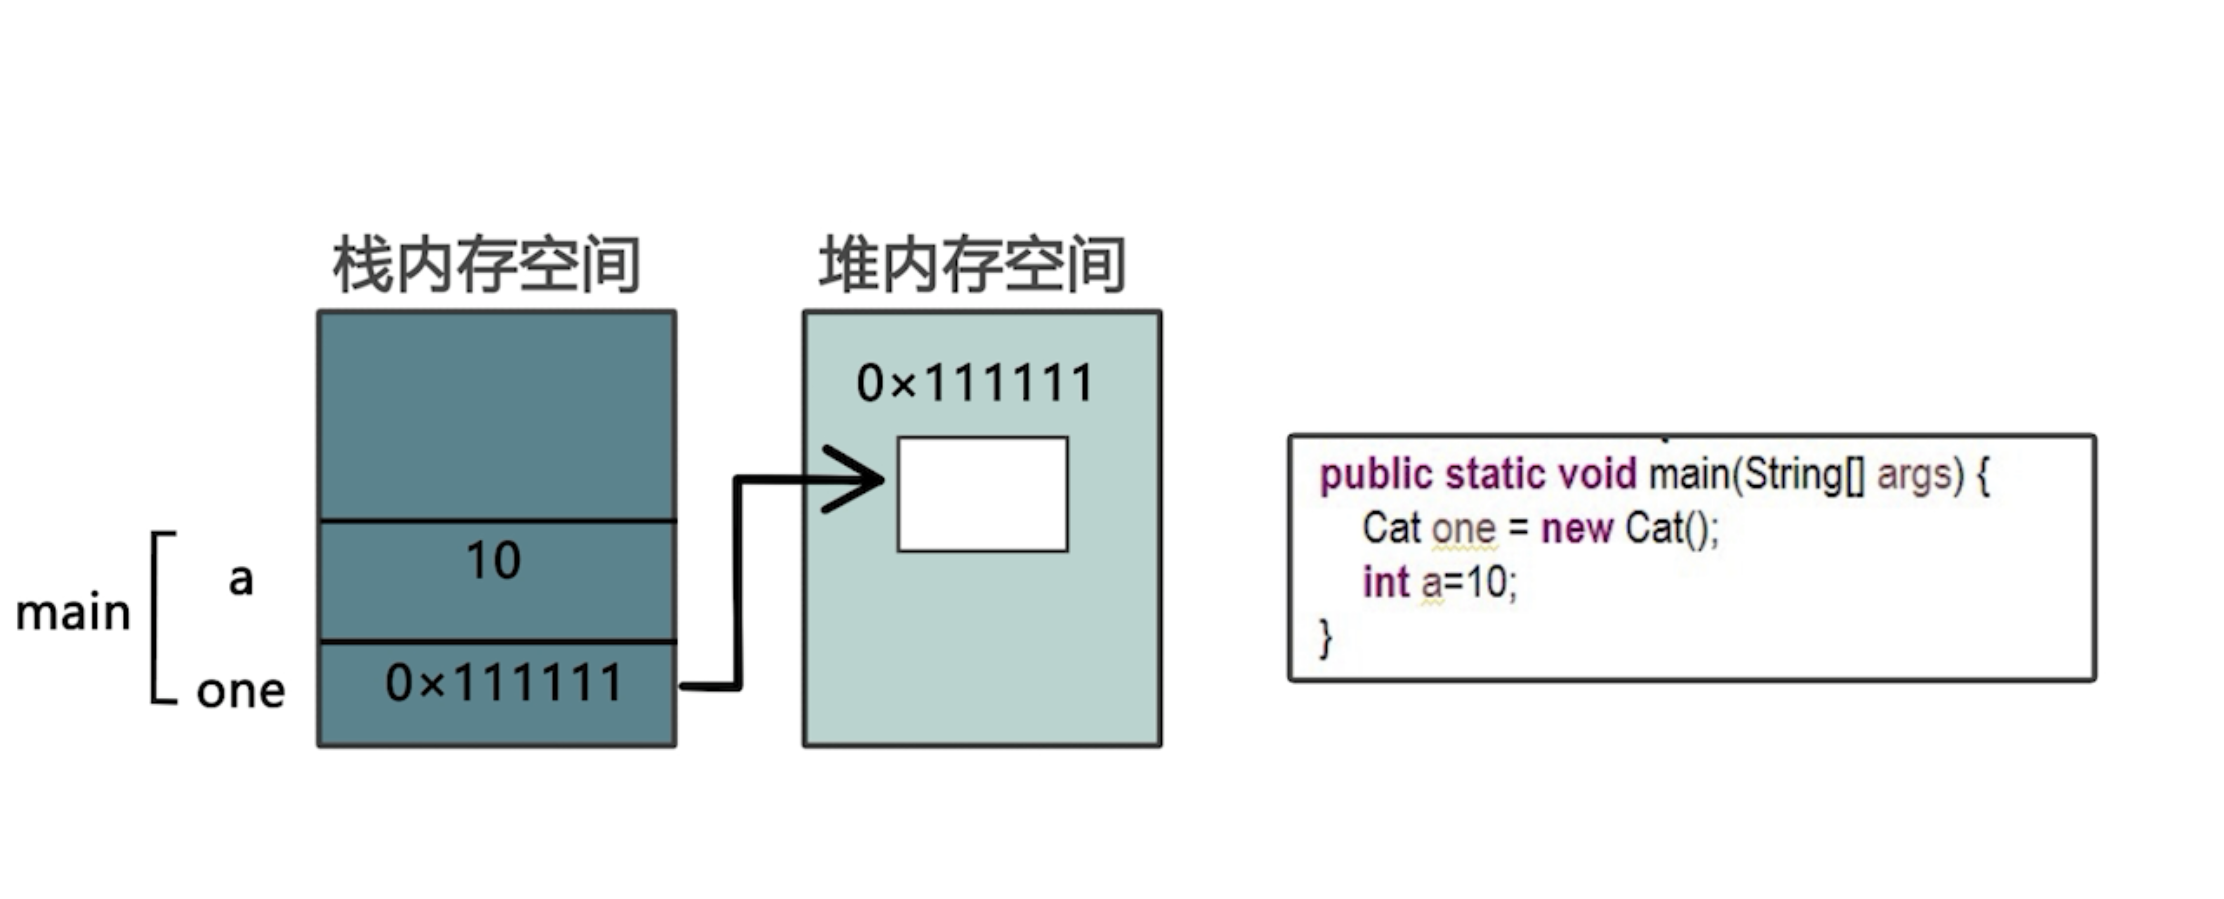 栈内存空间
堆内存空间
0×111111
10
a
main
one
0×111111
public static void main(String[] args) {
Cat one = new Cat();
int a=10;
}